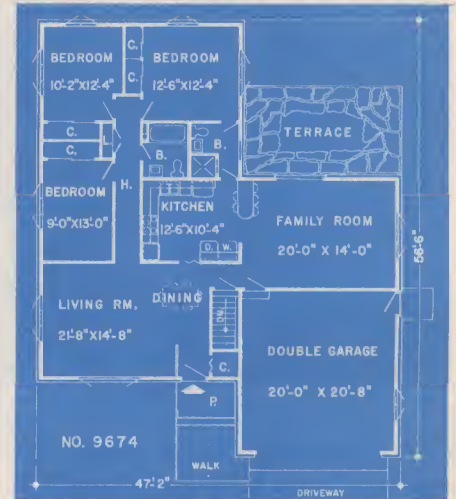 BEDROOM
10'-2"X12'-4"
C.
C.
BEDROOM
12'-6"X12'-4"
TERRACE
C.
C.
L.
B.
B.
H.
BEDROOM
9'-0"X13'-0"
KITCHEN
12'-6"X10'-4"
D. W.
FAMILY ROOM
20'-0" X 14'-0"
56'-6"
LIVING RM.
21'-8"X14'-8"
DINING
DN.
C.
DOUBLE GARAGE
20'-0" X 20'-8"
P.
NO. 9674
WALK
47'-2"
DRIVEWAY